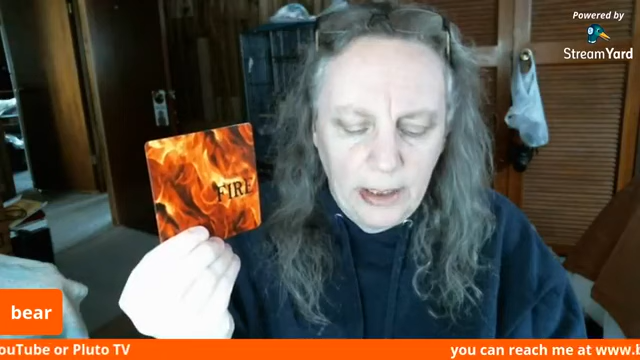 Powered by
StreamYard
FIRE
bear
ouTube or Pluto TV
you can reach me at www.